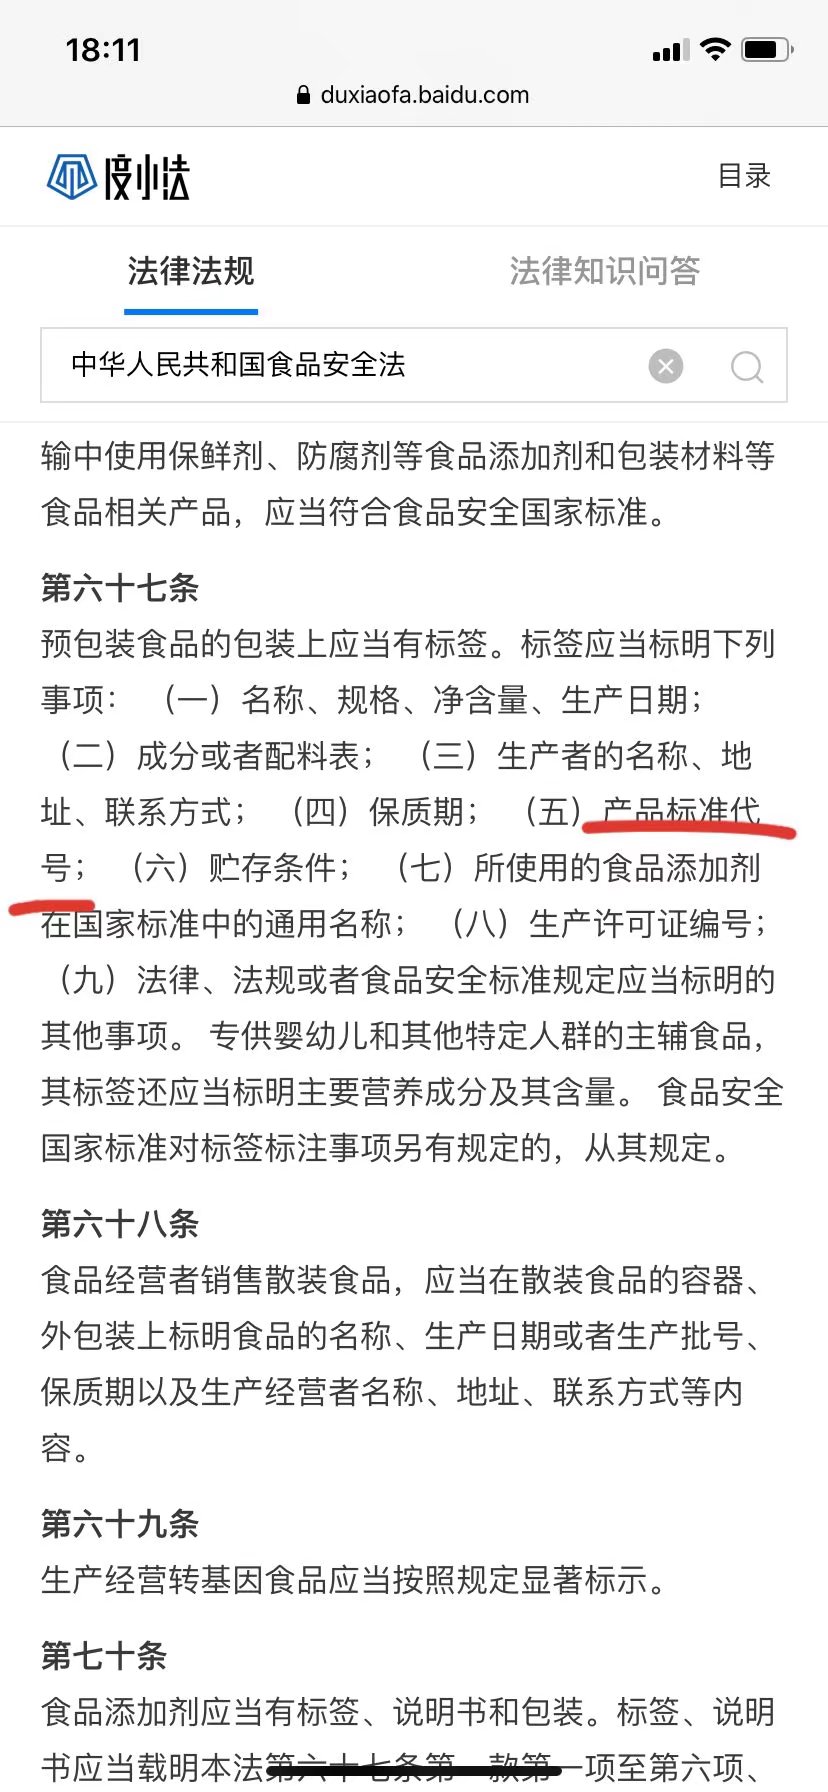 18:11
duxiaofa.baidu.com
度小法
目录
法律法规
法律知识问答
中华人民共和国食品安全法
输中使用保鲜剂、防腐剂等食品添加剂和包装材料等
食品相关产品，应当符合食品安全国家标准。
第六十七条
预包装食品的包装上应当有标签。标签应当标明下列
事项： （一）名称、规格、净含量、生产日期；
（二）成分或者配料表； （三）生产者的名称、地
址、联系方式； （四）保质期； （五）产品标准代
号； （六）贮存条件； （七）所使用的食品添加剂
在国家标准中的通用名称； （八）生产许可证编号；
（九）法律、法规或者食品安全标准规定应当标明的
其他事项。 专供婴幼儿和其他特定人群的主辅食品，
其标签还应当标明主要营养成分及其含量。 食品安全
国家标准对标签标注事项另有规定的，从其规定。
第六十八条
食品经营者销售散装食品，应当在散装食品的容器、
外包装上标明食品的名称、生产日期或者生产批号、
保质期以及生产经营者名称、地址、联系方式等内
容。
第六十九条
生产经营转基因食品应当按照规定显著标示。
第七十条
食品添加剂应当有标签、说明书和包装。标签、说明
书应当载明本法第六十七条第一款第一项至第六项、